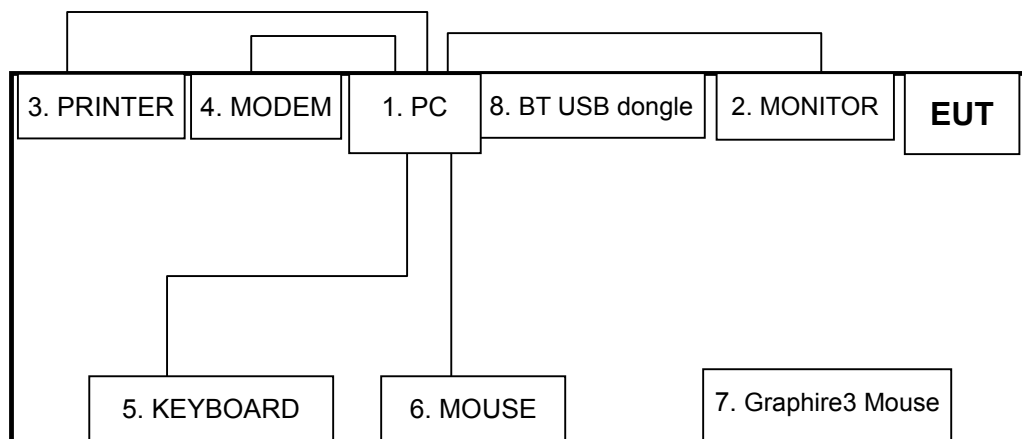 3. PRINTER
4. MODEM
1. PC
8. BT USB dongle
2. MONITOR
EUT
5. KEYBOARD
6. MOUSE
7. Graphire3 Mouse